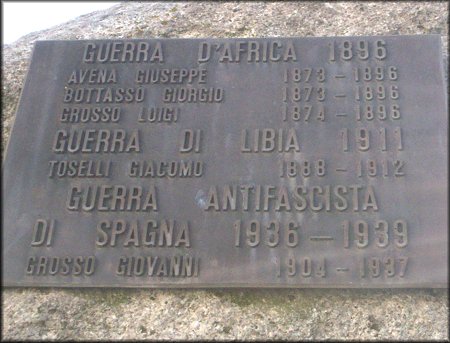 GUERRA D'AFRICA 1896
AVENA GIUSEPPE 1873 - 1896
BOTTASSO GIORGIO 1873 - 1896
GROSSO LUIGI 1874 - 1896
GUERRA DI LIBIA 1911
TOSELLI GIACOMO 1888 - 1912
GUERRA ANTIFASCISTA
DI SPAGNA 1936 - 1939
GROSSO GIOVANNI 1904 - 1937